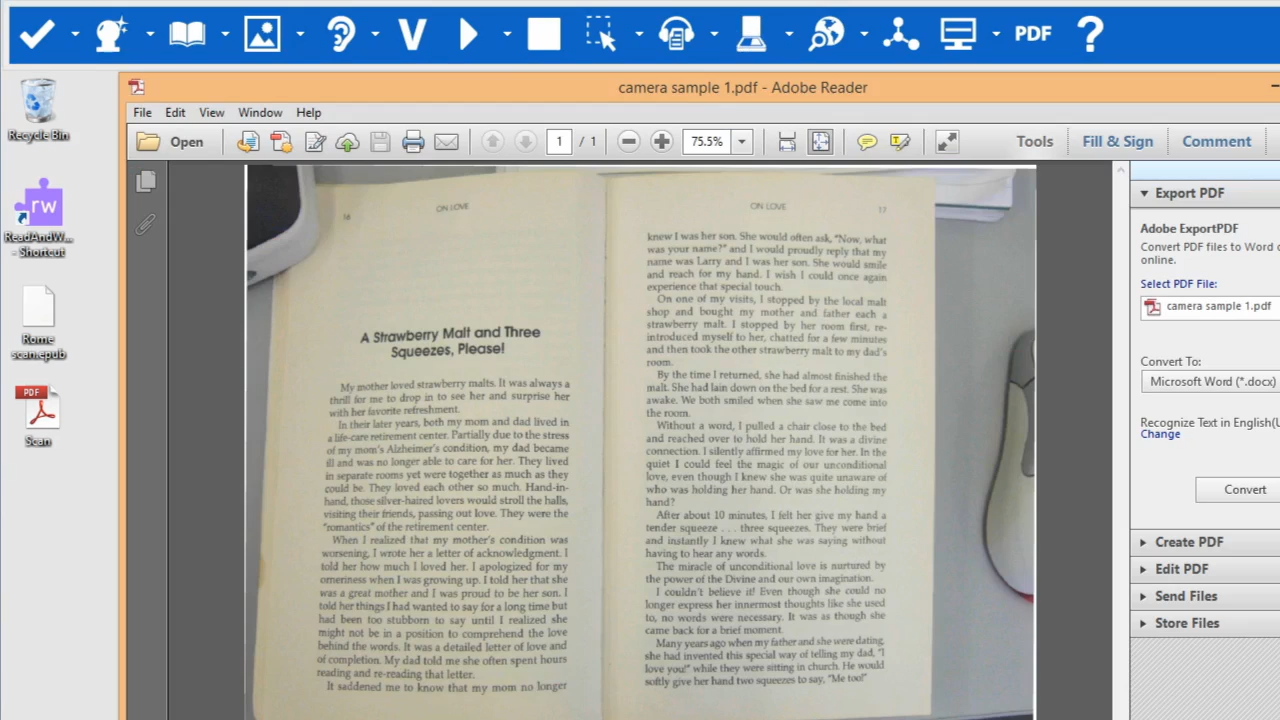 V
PDF
?
camera sample 1.pdf - Adobe Reader
Recycle Bin
File Edit View Window Help
Open
1 / 1
75.5%
Tools
Fill & Sign
Comment
rw
ReadAndW...
- Shortcut
Rome
scan.epub
PDF
Scan
16
ON LOVE
A Strawberry Malt and Three
Squeezes, Please!
My mother loved strawberry malts. It was always a
thrill for me to drop in to see her and surprise her
with her favorite refreshment.
In their later years, both my mom and dad lived in
a life-care retirement center. Partially due to the stress
of my mom's Alzheimer's condition, my dad became
ill and was no longer able to care for her. They lived
in separate rooms yet were together as much as they
could be. They loved each other so much. Hand-in-
hand, those silver-haired lovers would stroll the halls,
visiting their friends, passing out love. They were the
"romantics" of the retirement center.
When I realized that my mother's condition was
worsening, I wrote her a letter of acknowledgment. I
told her how much I loved her. I apologized for my
orneriness when I was growing up. I told her that she
was a great mother and I was proud to be her son. I
told her things I had wanted to say for a long time but
had been too stubborn to say until I realized she
might not be in a position to comprehend the love
behind the words. It was a detailed letter of love and
of completion. My dad told me she often spent hours
reading and re-reading that letter.
It saddened me to know that my mom no longer
ON LOVE
17
knew I was her son. She would often ask, "Now, what
was your name?" and I would proudly reply that my
name was Larry and I was her son. She would smile
and reach for my hand. I wish I could once again
experience that special touch.
On one of my visits, I stopped by the local malt
shop and bought my mother and father each a
strawberry malt. I stopped by her room first, re-
introduced myself to her, chatted for a few minutes
and then took the other strawberry malt to my dad's
room.
By the time I returned, she had almost finished the
malt. She had lain down on the bed for a rest. She was
awake. We both smiled when she saw me come into
the room.
Without a word, I pulled a chair close to the bed
and reached over to hold her hand. It was a divine
connection. I silently affirmed my love for her. In the
quiet I could feel the magic of our unconditional
love, even though I knew she was quite unaware of
who was holding her hand. Or was she holding my
hand?
After about 10 minutes, I felt her give my hand a
tender squeeze . . . three squeezes. They were brief
and instantly I knew what she was saying without
having to hear any words.
The miracle of unconditional love is nurtured by
the power of the Divine and our own imagination.
I couldn't believe it! Even though she could no
longer express her innermost thoughts like she used
to, no words were necessary. It was as though she
came back for a brief moment.
Many years ago when my father and she were dating,
she had invented this special way of telling my dad, "I
love you!" while they were sitting in church. He would
softly give her hand two squeezes to say, "Me too!"
Export PDF
Adobe ExportPDF
Convert PDF files to Word o
online.
Select PDF File:
camera sample 1.pdf
Convert To:
Microsoft Word (*.docx)
Recognize Text in English(U
Change
Convert
Create PDF
Edit PDF
Send Files
Store Files